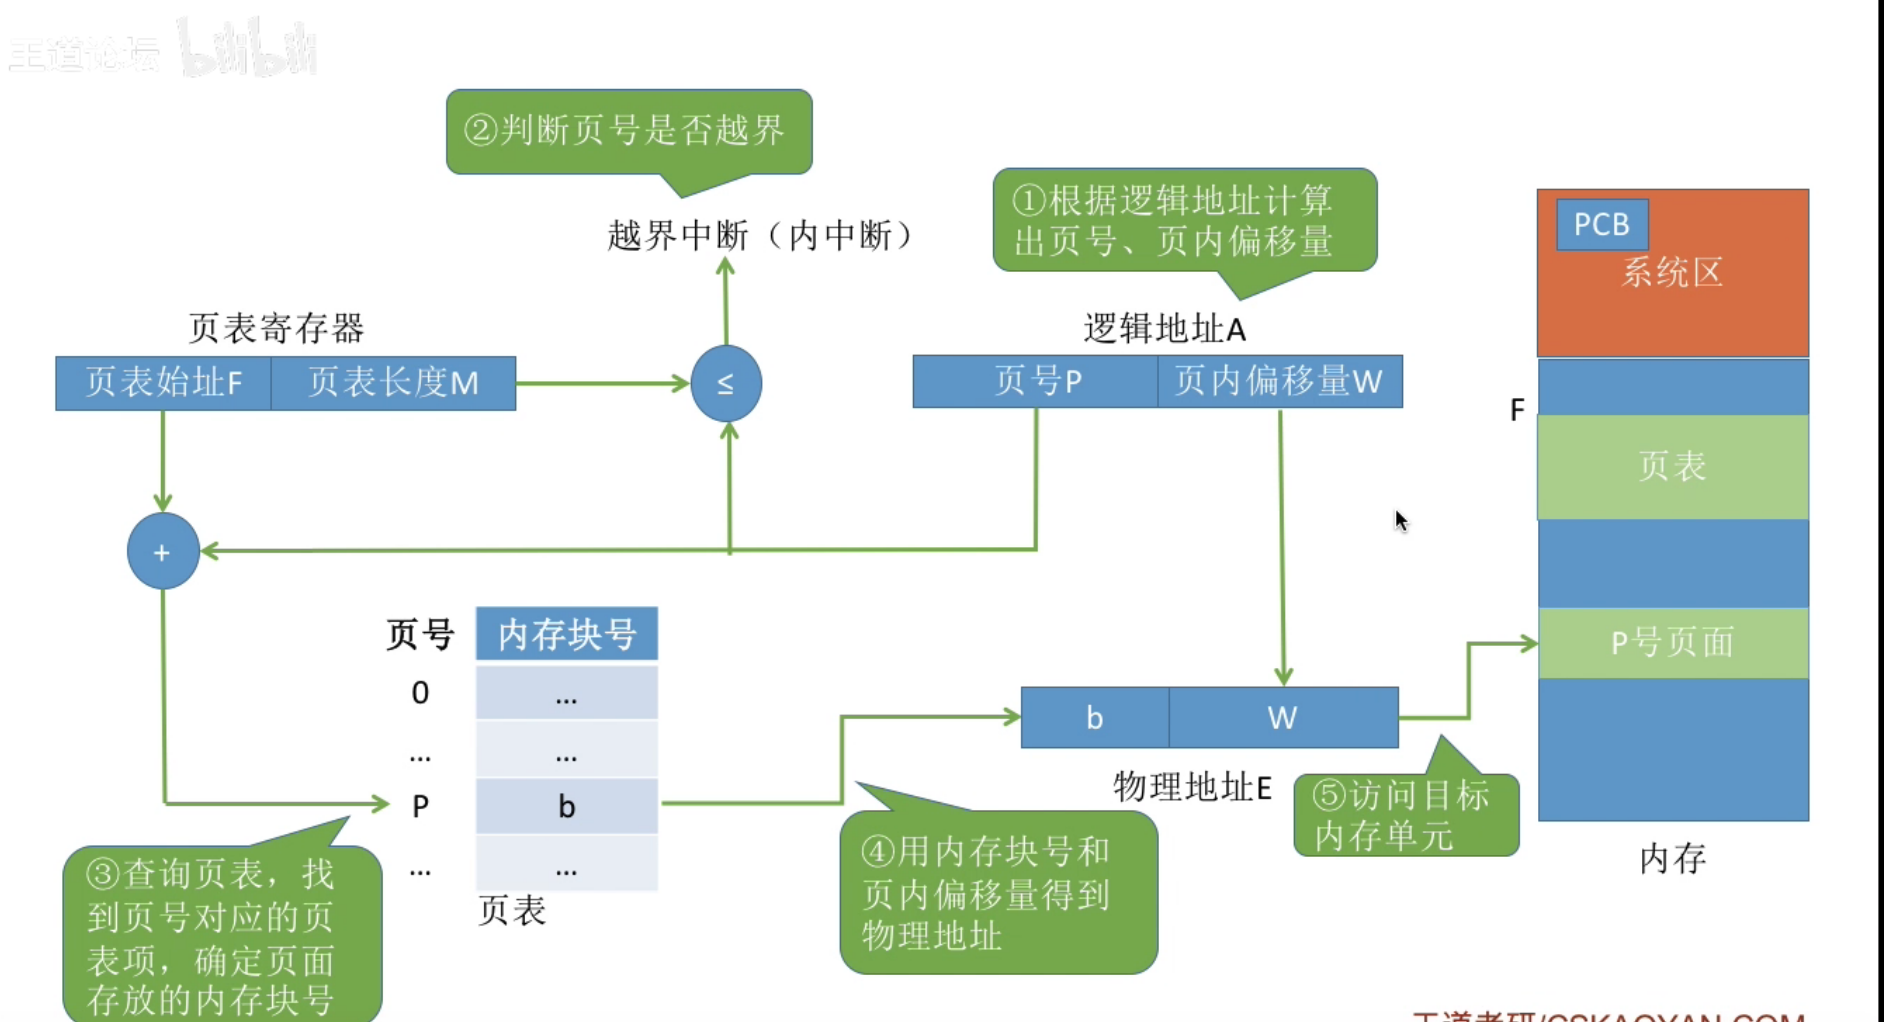 王道论坛 bilibili
②判断页号是否越界
①根据逻辑地址计算
出页号、页内偏移量
越界中断（内中断）
PCB
系统区
页表寄存器
逻辑地址A
页表始址F
页表长度M
≤
页号P
页内偏移量W
F
页表
+
页号
内存块号
P号页面
0
...
...
...
P
b
...
...
页表
b
W
物理地址E
③查询页表，找
到页号对应的页
表项，确定页面
存放的内存块号
④用内存块号和
页内偏移量得到
物理地址
⑤访问目标
内存单元
内存
王道考研/CSKAOYAN.COM